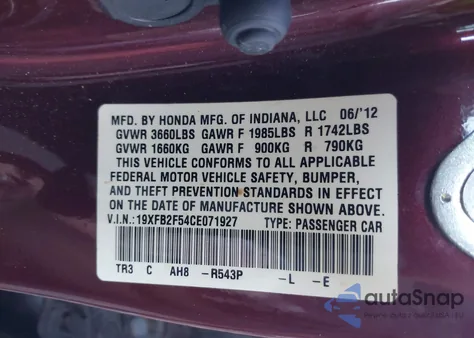 MFD. BY HONDA MFG. OF INDIANA, LLC 06/'12
GVWR 3660LBS GAWR F 1985LBS R 1742LBS
GVWR 1660KG GAWR F 900KG R 790KG
THIS VEHICLE CONFORMS TO ALL APPLICABLE
FEDERAL MOTOR VEHICLE SAFETY, BUMPER,
AND THEFT PREVENTION STANDARDS IN EFFECT
ON THE DATE OF MANUFACTURE SHOWN ABOVE.
V.I.N.: 19XFB2F54CE071927 TYPE: PASSENGER CAR
TR3 C AH8 -R543P -L -E
autoSnap